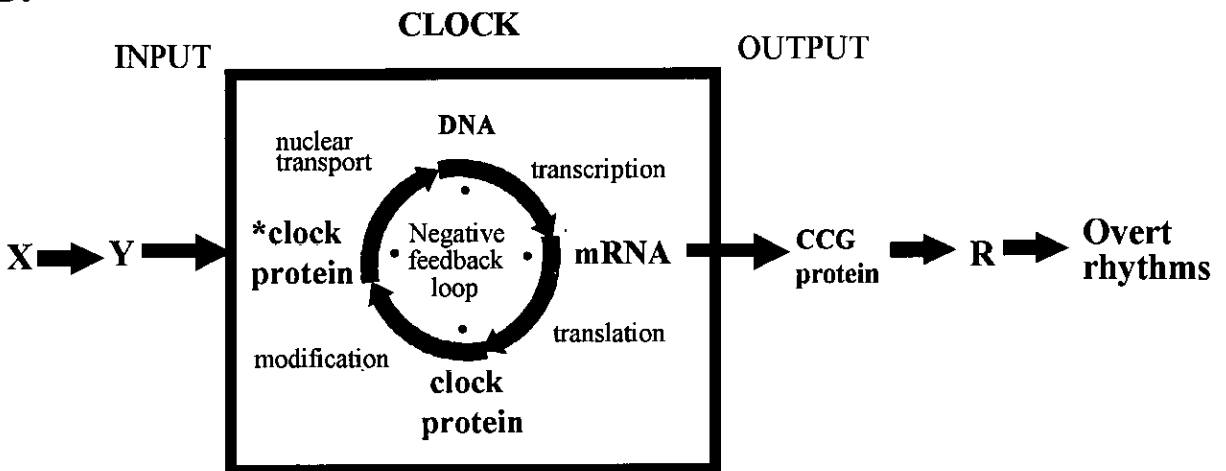 CLOCK
INPUT
OUTPUT
DNA
nuclear
transport
transcription
X
Y
*clock
protein
Negative
feedback
loop
mRNA
CCG
protein
R
Overt
rhythms
modification
translation
clock
protein